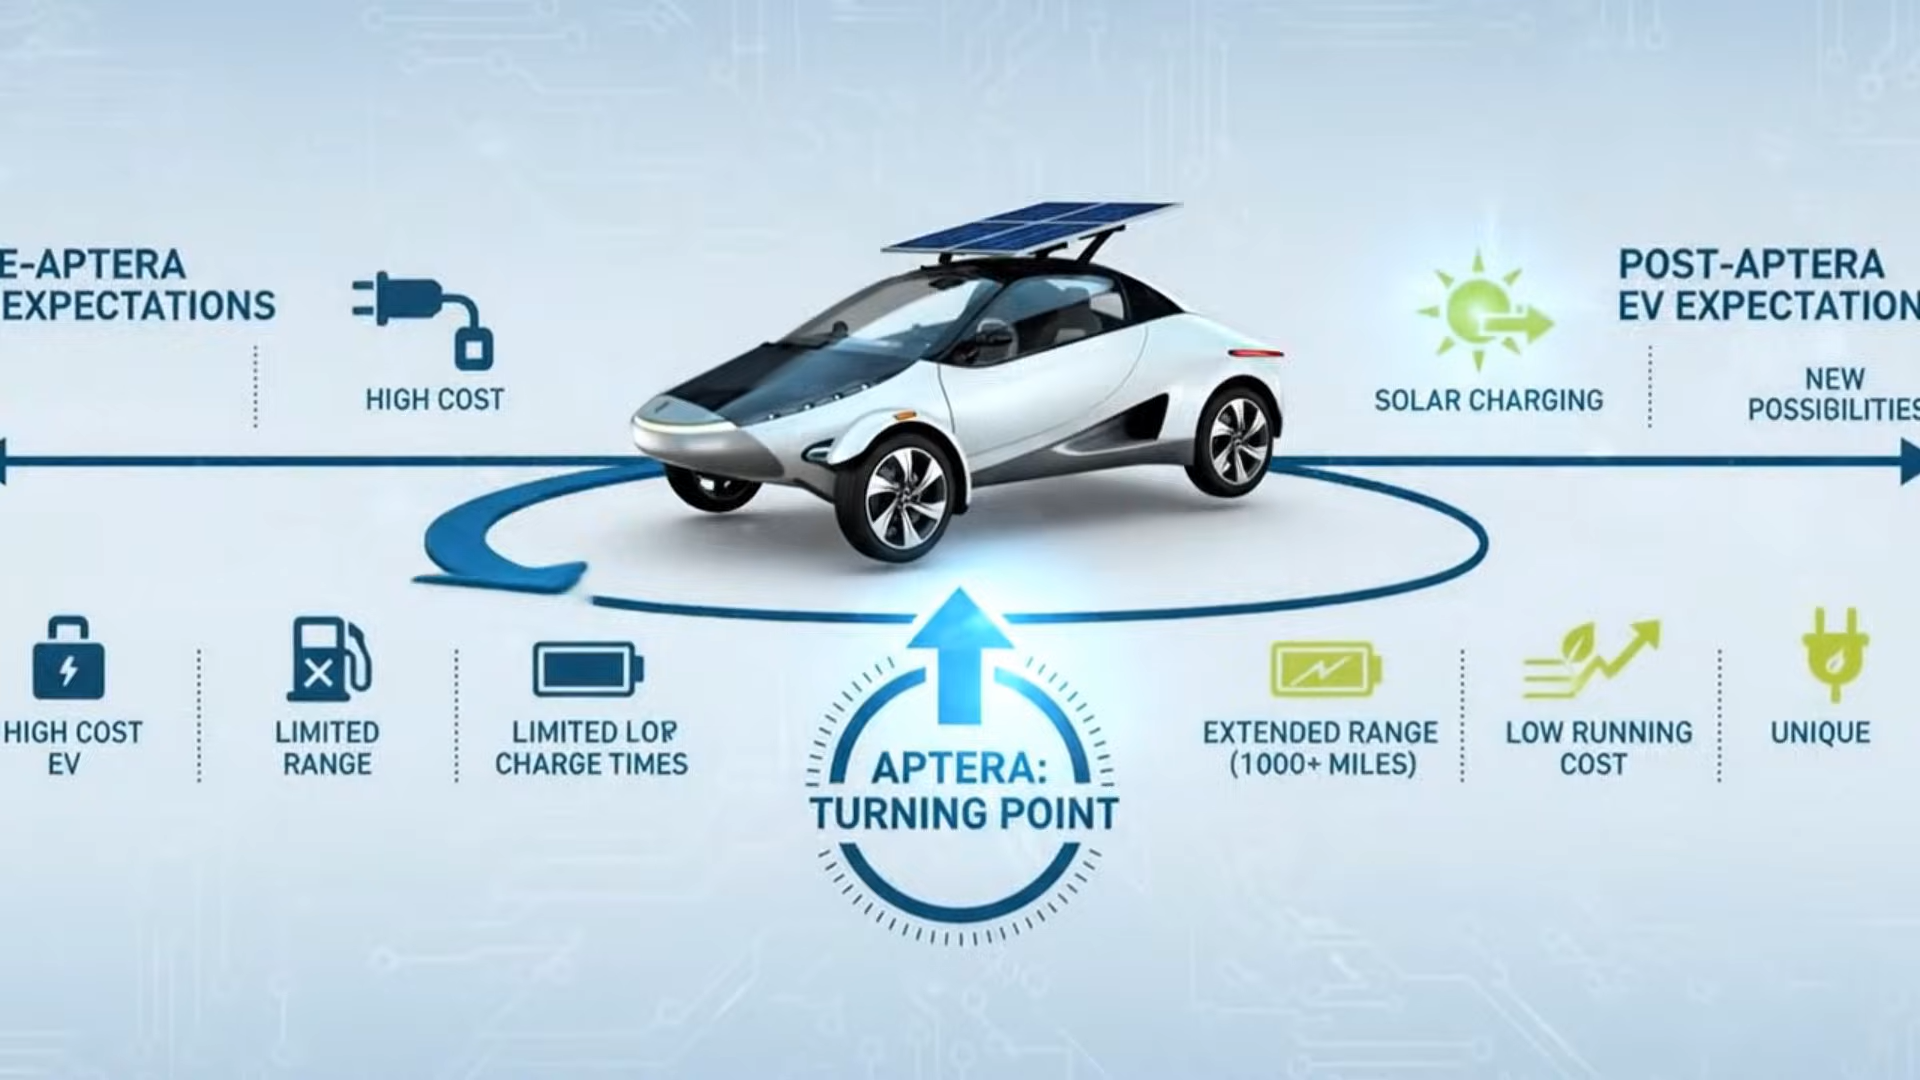 E-APTERA
EXPECTATIONS
HIGH COST
SOLAR CHARGING
POST-APTERA
EV EXPECTATION
NEW
POSSIBILITIES
HIGH COST
EV
LIMITED
RANGE
LIMITED LOR
CHARGE TIMES
APTERA:
TURNING POINT
EXTENDED RANGE
(1000+ MILES)
LOW RUNNING
COST
UNIQUE